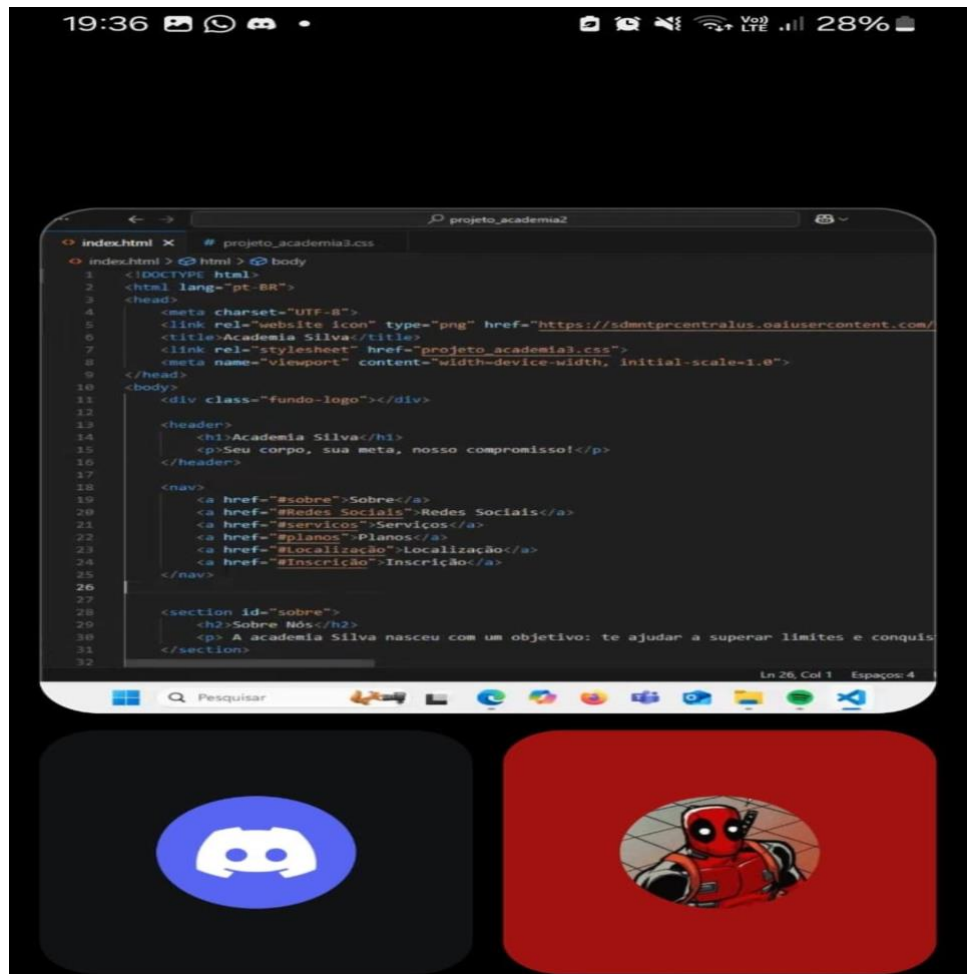 19:36 28%
Vo))
LTE
projeto_academia2
index.html × # projeto_academia3.css
index.html > html > body
1 <!DOCTYPE html>
2 <html lang="pt-BR">
3 <head>
4 <meta charset="UTF-8">
5 <link rel="website icon" type="png" href="https://sdmntprcentralus.oaiusercontent.com/
6 <title>Academia Silva</title>
7 <link rel="stylesheet" href="projeto_academia3.css">
8 <meta name="viewport" content="width=device-width, initial-scale=1.0">
9 </head>
10 <body>
11 <div class="fundo-logo"></div>
12
13 <header>
14 <h1>Academia Silva</h1>
15 <p>Seu corpo, sua meta, nosso compromisso!</p>
16 </header>
17
18 <nav>
19 <a href="#sobre">Sobre</a>
20 <a href="#Redes Sociais">Redes Sociais</a>
21 <a href="#servicos">Serviços</a>
22 <a href="#planos">Planos</a>
23 <a href="#Localização">Localização</a>
24 <a href="#Inscrição">Inscrição</a>
25 </nav>
26
27
28 <section id="sobre">
29 <h2>Sobre Nós</h2>
30 <p> A academia Silva nasceu com um objetivo: te ajudar a superar limites e conquis
31 </section>
32
Ln 26, Col 1 Espaços: 4
Pesquisar